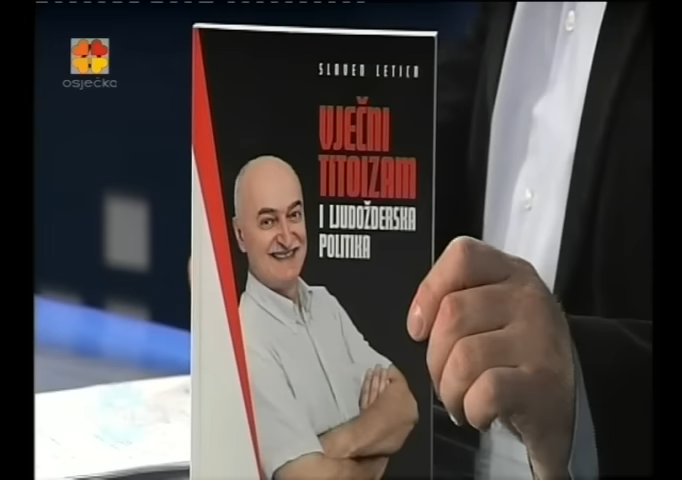 osječka
SLAVEN LETICA
VJEČNI
TITOIZAM
I LJUDOŽDERSKA
POLITIKA